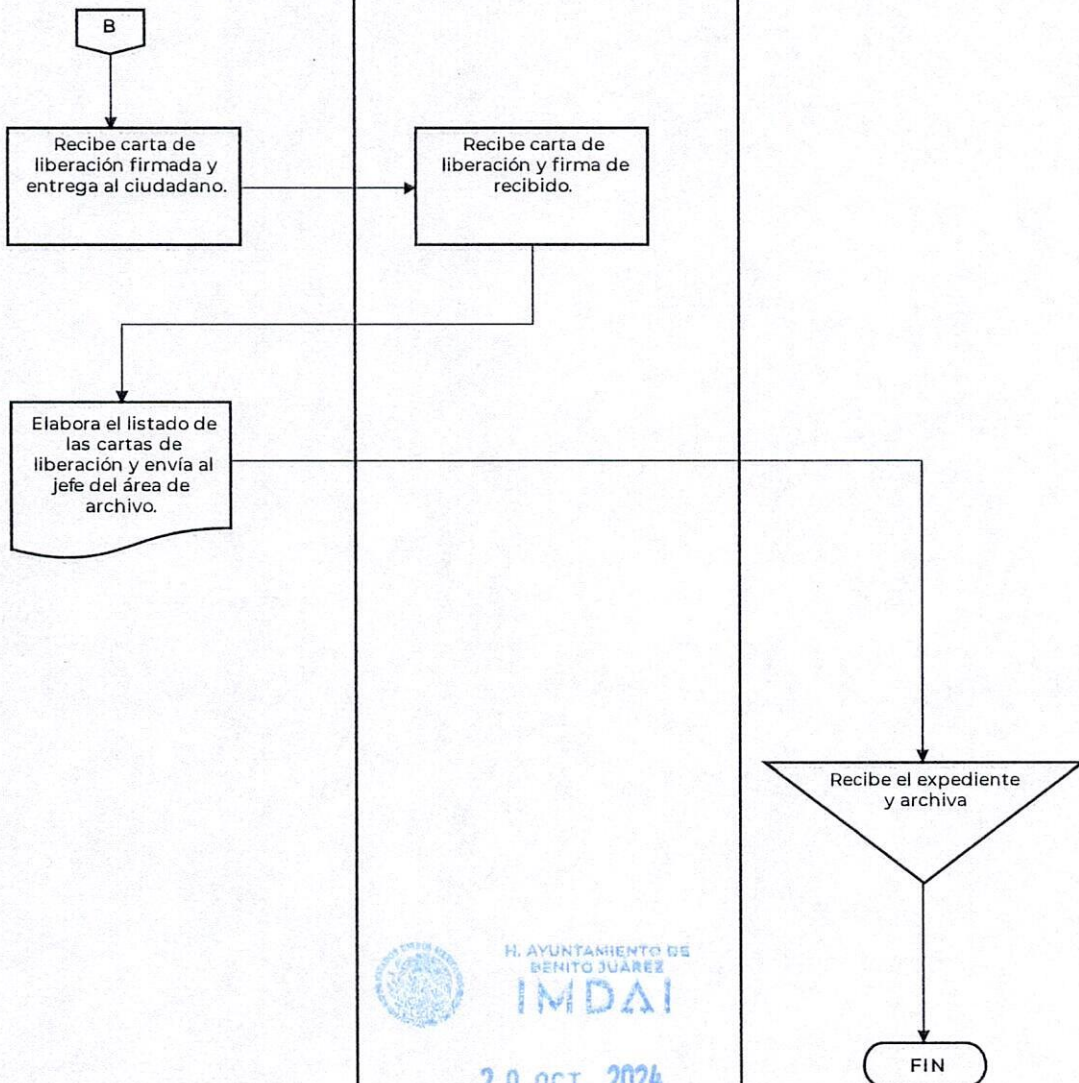 B
Recibe carta de
liberación firmada y
entrega al ciudadano.
Recibe carta de
liberación y firma de
recibido.
Elabora el listado de
las cartas de
liberación y envía al
jefe del área de
archivo.
Recibe el expediente
y archiva
H. AYUNTAMIENTO DE
BENITO JUÁREZ
IMDAI
FIN
OCT 2024